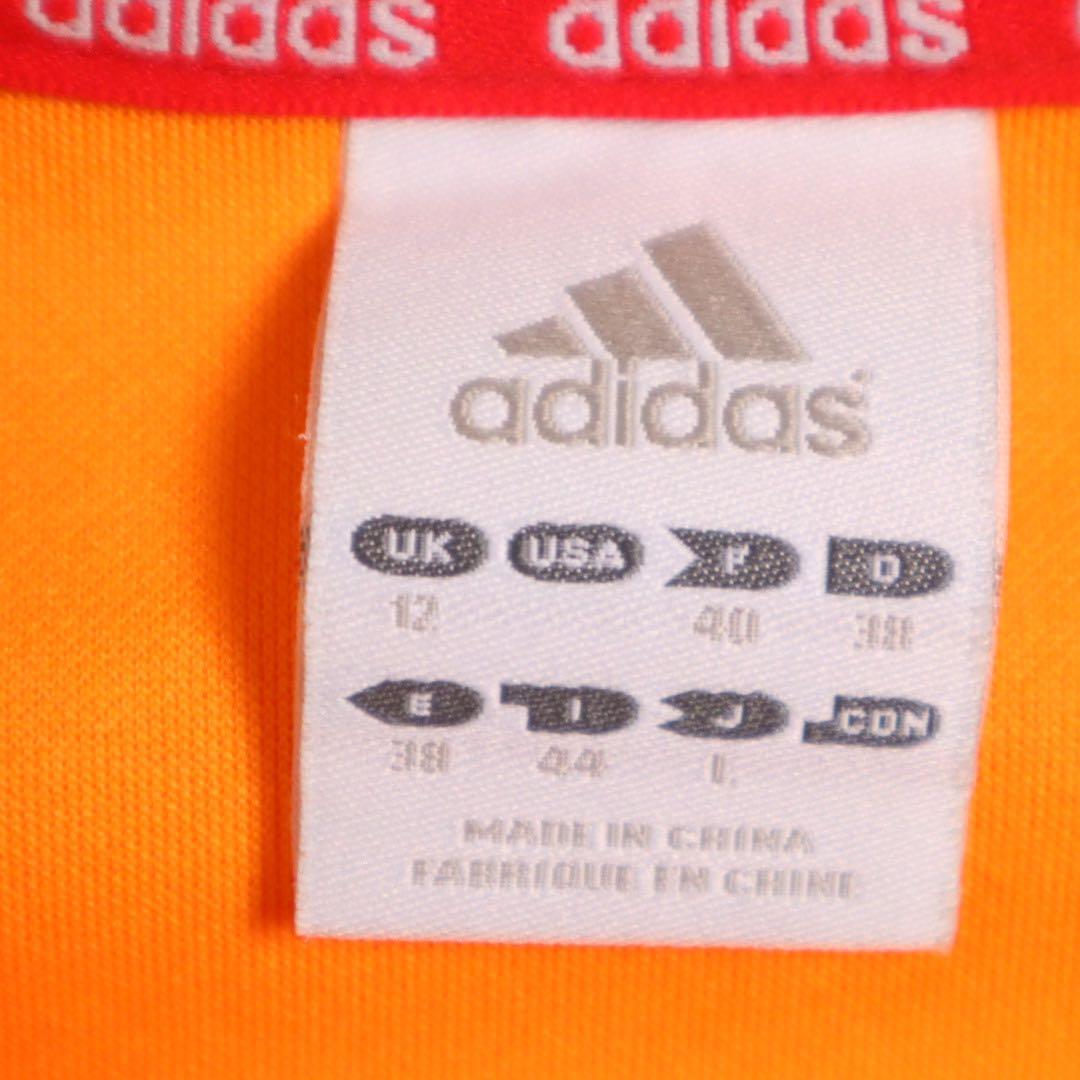 adidas adidas
adidas
UK USA F D
12 40 38
E I J CDN
38 44 L
MADE IN CHINA
FABRIQUE EN CHINE